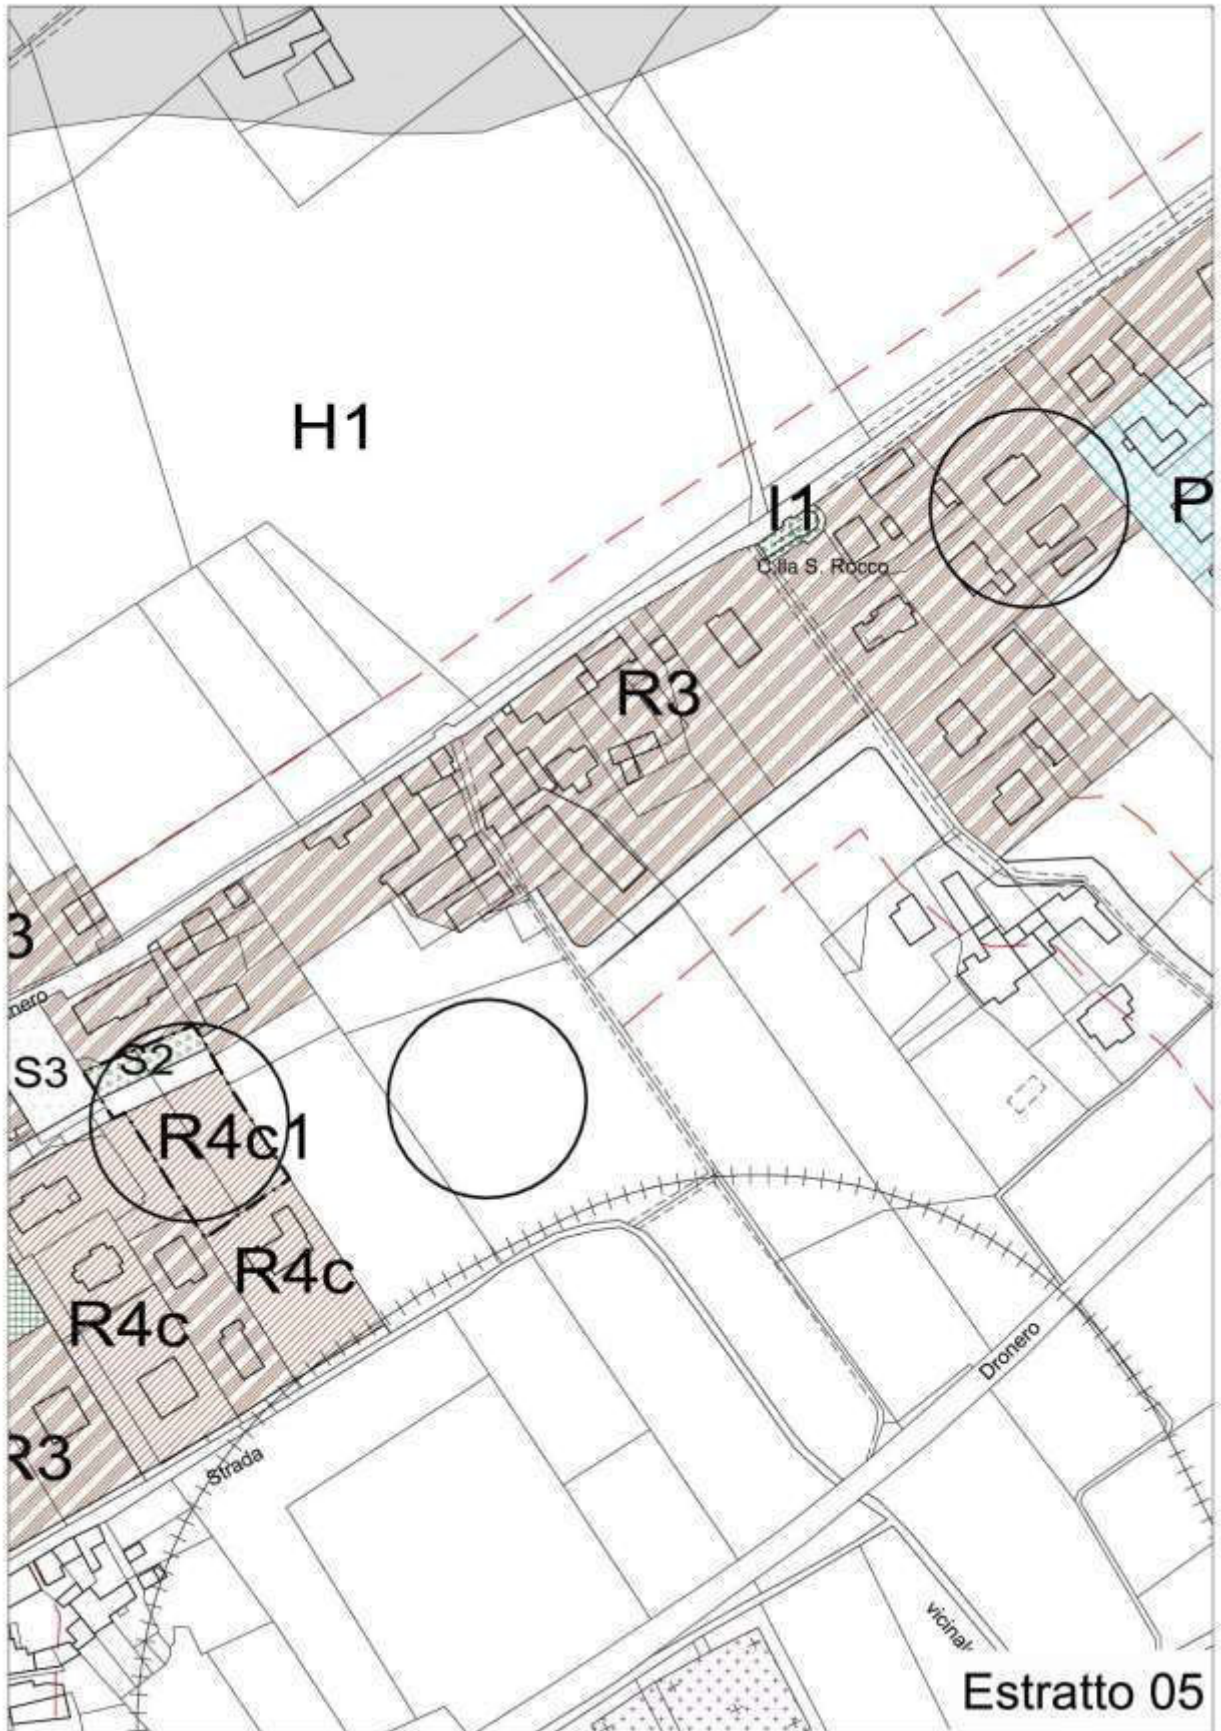 H1
I1
P
C.lla S. Rocco
R3
3
nero
S3
S2
R4c1
R4c
R4c
Dronero
R3
Strada
vicinal
Estratto 05